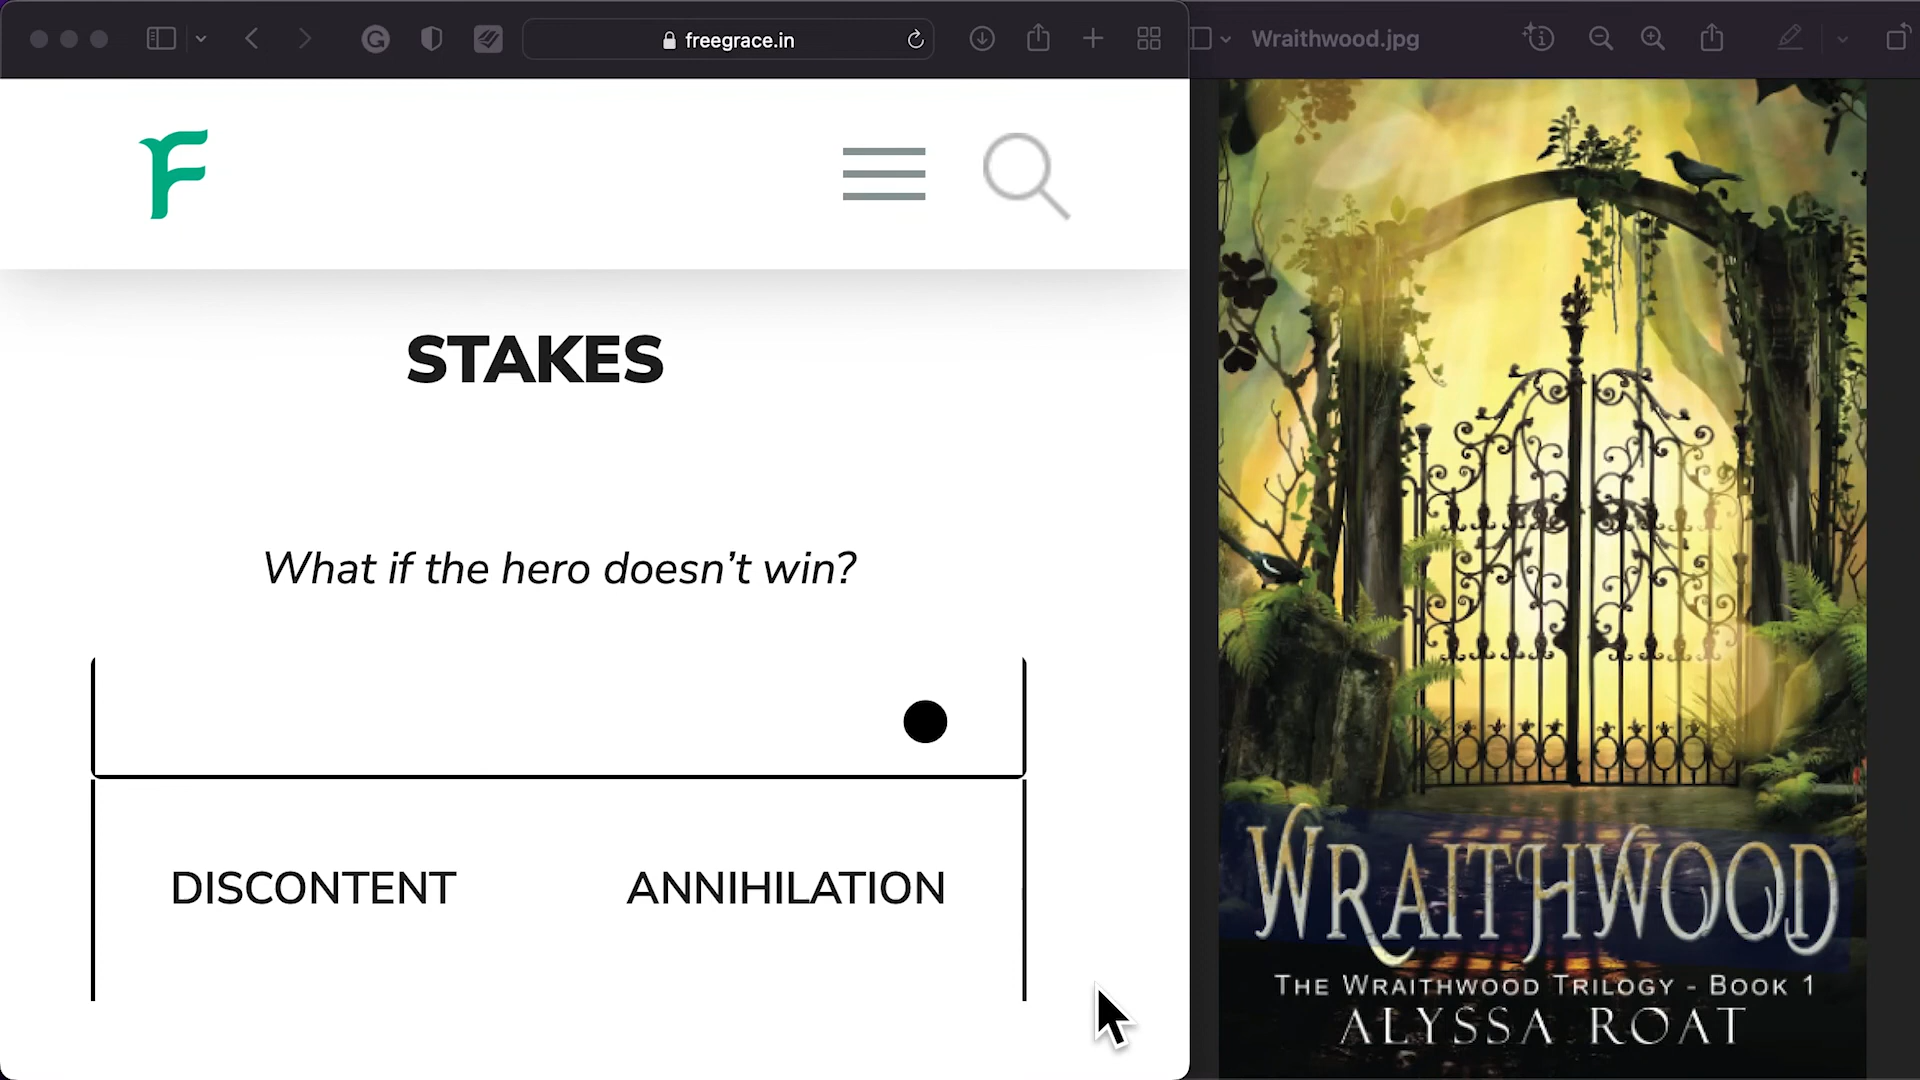 freegrace.in
Wraithwood.jpg
F
STAKES
What if the hero doesn’t win?
DISCONTENT ANNIHILATION
WRAITHWOOD
THE WRAITHWOOD TRILOGY - BOOK 1
ALYSSA ROAT